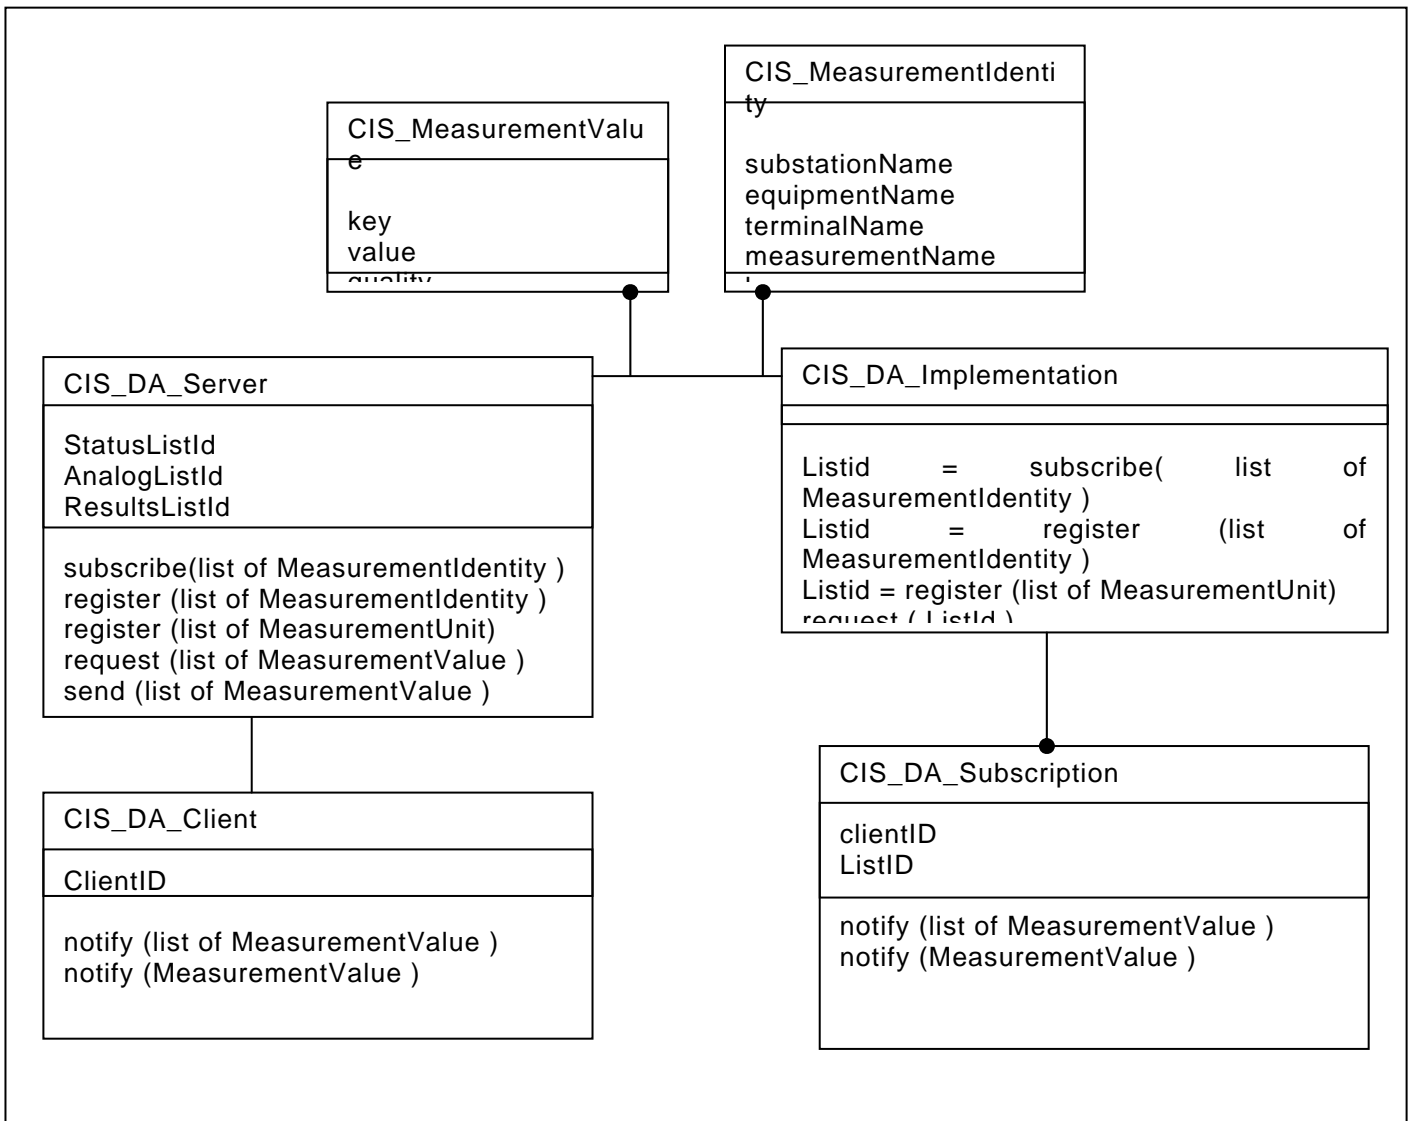 CIS_MeasurementIdenti
ty
substationName
equipmentName
terminalName
measurementName
CIS_MeasurementValu
e
key
value
quality
CIS_DA_Server
StatusListId
AnalogListId
ResultsListId
subscribe(list of MeasurementIdentity )
register (list of MeasurementIdentity )
register (list of MeasurementUnit)
request (list of MeasurementValue )
send (list of MeasurementValue )
CIS_DA_Implementation
Listid = subscribe( list of
MeasurementIdentity )
Listid = register (list of
MeasurementIdentity )
Listid = register (list of MeasurementUnit)
request ( ListId )
CIS_DA_Client
ClientID
notify (list of MeasurementValue )
notify (MeasurementValue )
CIS_DA_Subscription
clientID
ListID
notify (list of MeasurementValue )
notify (MeasurementValue )